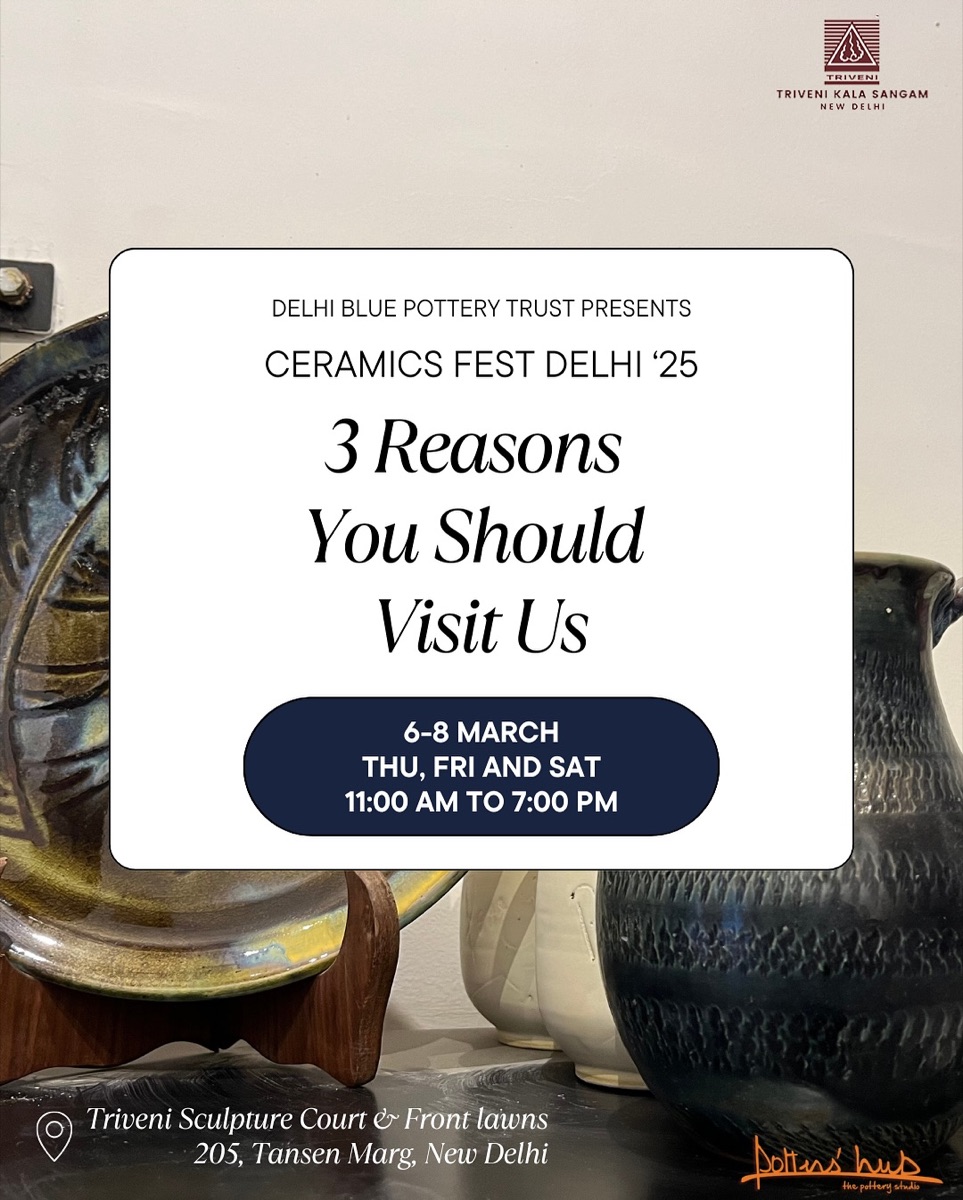 TRIVENI
TRIVENI KALA SANGAM
NEW DELHI
DELHI BLUE POTTERY TRUST PRESENTS
CERAMICS FEST DELHI ‘25
3 Reasons
You Should
Visit Us
6-8 MARCH
THU, FRI AND SAT
11:00 AM TO 7:00 PM
Triveni Sculpture Court & Front lawns
205, Tansen Marg, New Delhi
potters' hub
the pottery studio